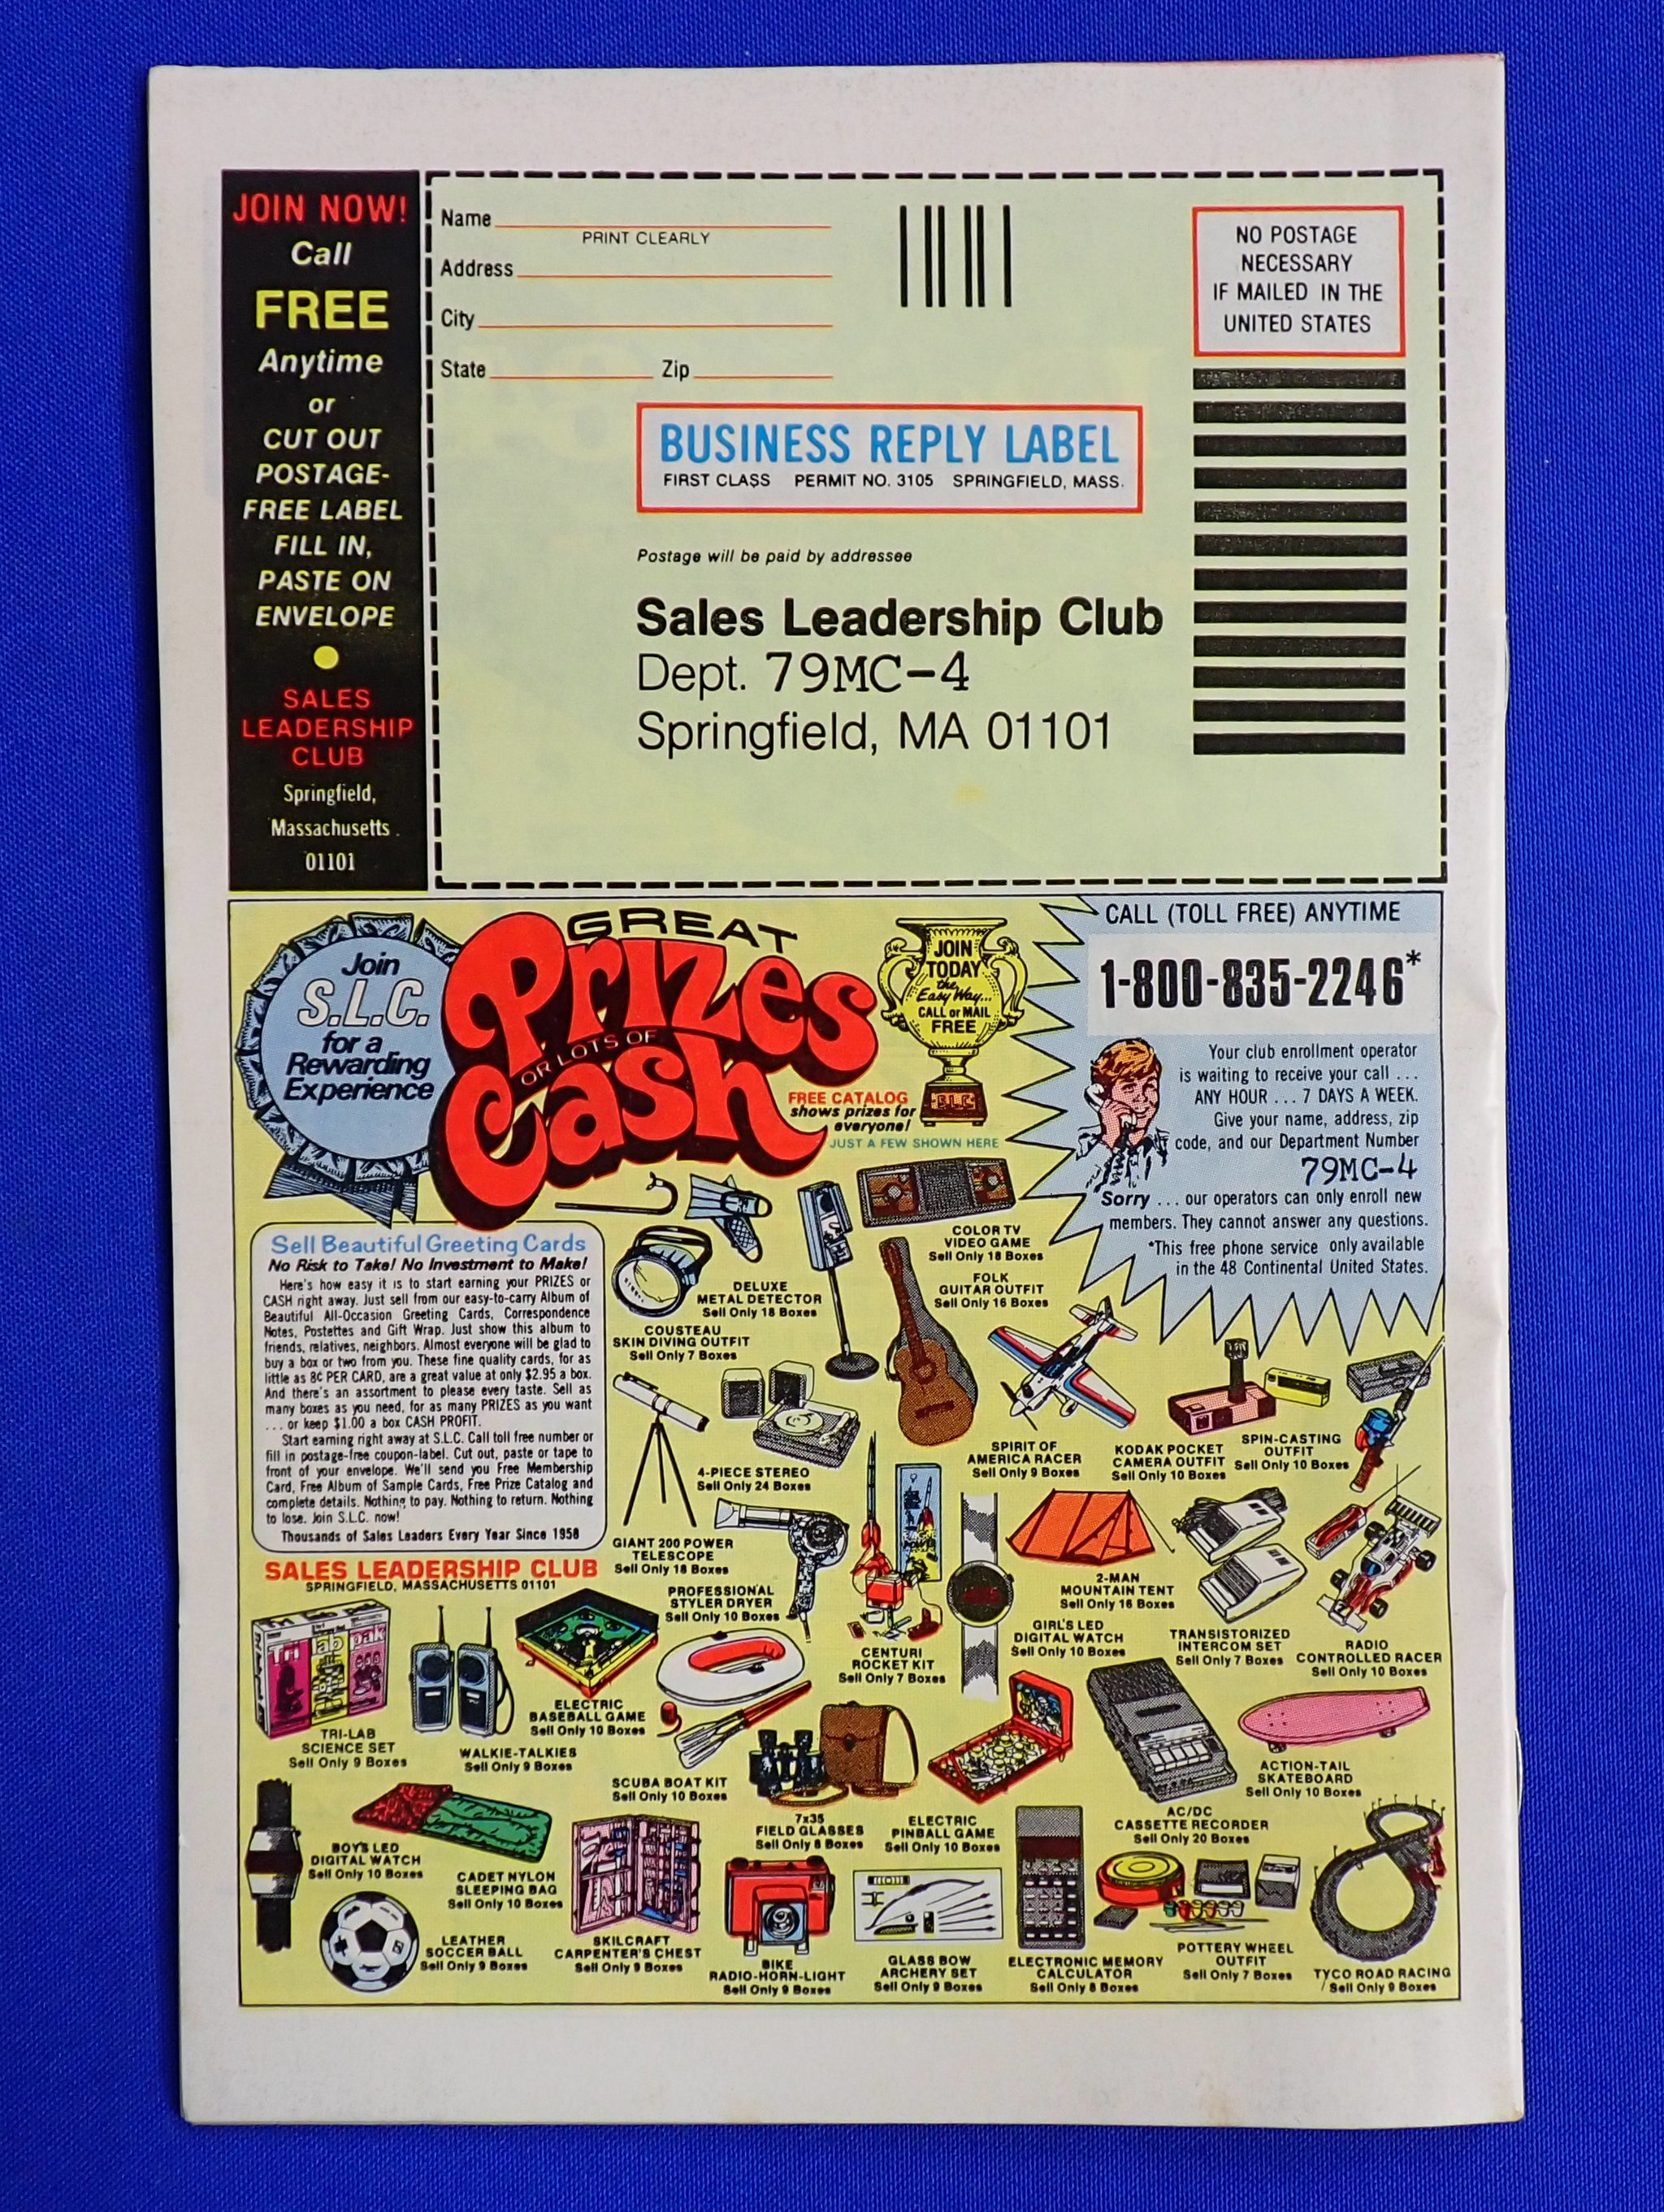 JOIN NOW!
Call
FREE
Anytime
or
CUT OUT
POSTAGE-
FREE LABEL
FILL IN,
PASTE ON
ENVELOPE
SALES
LEADERSHIP
CLUB
Springfield,
Massachusetts
01101
Name
PRINT CLEARLY
Address
City
State Zip
NO POSTAGE
NECESSARY
IF MAILED IN THE
UNITED STATES
BUSINESS REPLY LABEL
FIRST CLASS PERMIT NO. 3105 SPRINGFIELD, MASS.
Postage will be paid by addressee
Sales Leadership Club
Dept. 79MC-4
Springfield, MA 01101
Join
S.L.C.
for a
Rewarding
Experience
GREAT
Prizes
OR LOTS OF
Cash
JOIN
TODAY
the
Easy Way...
CALL or MAIL
FREE
SLC
FREE CATALOG
shows prizes for
everyone!
JUST A FEW SHOWN HERE
CALL (TOLL FREE) ANYTIME
1-800-835-2246*
Your club enrollment operator
is waiting to receive your call ...
ANY HOUR ... 7 DAYS A WEEK.
Give your name, address, zip
code, and our Department Number
79MC-4
Sorry ... our operators can only enroll new
members. They cannot answer any questions.
*This free phone service only available
in the 48 Continental United States.
Sell Beautiful Greeting Cards
No Risk to Take! No Investment to Make!
Here's how easy it is to start earning your PRIZES or
CASH right away. Just sell from our easy-to-carry Album of
Beautiful All-Occasion Greeting Cards, Correspondence
Notes, Postettes and Gift Wrap. Just show this album to
friends, relatives, neighbors. Almost everyone will be glad to
buy a box or two from you. These fine quality cards, for as
little as 8¢ PER CARD, are a great value at only $2.95 a box.
And there's an assortment to please every taste. Sell as
many boxes as you need, for as many PRIZES as you want
... or keep $1.00 a box CASH PROFIT.
Start earning right away at S.L.C. Call toll free number or
fill in postage-free coupon-label. Cut out, paste or tape to
front of your envelope. We'll send you Free Membership
Card, Free Album of Sample Cards, Free Prize Catalog and
complete details. Nothing to pay. Nothing to return. Nothing
to lose. Join S.L.C. now!
Thousands of Sales Leaders Every Year Since 1958
SALES LEADERSHIP CLUB
SPRINGFIELD, MASSACHUSETTS 01101
COLOR TV
VIDEO GAME
Sell Only 18 Boxes
DELUXE
METAL DETECTOR
Sell Only 18 Boxes
FOLK
GUITAR OUTFIT
Sell Only 16 Boxes
COUSTEAU
SKIN DIVING OUTFIT
Sell Only 7 Boxes
4-PIECE STEREO
Sell Only 24 Boxes
SPIRIT OF
AMERICA RACER
Sell Only 9 Boxes
KODAK POCKET
CAMERA OUTFIT
Sell Only 10 Boxes
SPIN-CASTING
OUTFIT
Sell Only 10 Boxes
GIANT 200 POWER
TELESCOPE
Sell Only 18 Boxes
PROFESSIONAL
STYLER DRYER
Sell Only 10 Boxes
CENTURI
ROCKET KIT
Sell Only 7 Boxes
2-MAN
MOUNTAIN TENT
Sell Only 16 Boxes
GIRL'S LED
DIGITAL WATCH
Sell Only 10 Boxes
TRANSISTORIZED
INTERCOM SET
Sell Only 7 Boxes
RADIO
CONTROLLED RACER
Sell Only 10 Boxes
Tri lab pak
TRI-LAB
SCIENCE SET
Sell Only 9 Boxes
WALKIE-TALKIES
Sell Only 9 Boxes
ELECTRIC
BASEBALL GAME
Sell Only 10 Boxes
SCUBA BOAT KIT
Sell Only 10 Boxes
7x35
FIELD GLASSES
Sell Only 8 Boxes
ELECTRIC
PINBALL GAME
Sell Only 10 Boxes
AC/DC
CASSETTE RECORDER
Sell Only 20 Boxes
ACTION-TAIL
SKATEBOARD
Sell Only 10 Boxes
BOY'S LED
DIGITAL WATCH
Sell Only 10 Boxes
CADET NYLON
SLEEPING BAG
Sell Only 10 Boxes
LEATHER
SOCCER BALL
Sell Only 9 Boxes
SKILCRAFT
CARPENTER'S CHEST
Sell Only 9 Boxes
BIKE
RADIO-HORN-LIGHT
Sell Only 9 Boxes
GLASS BOW
ARCHERY SET
Sell Only 9 Boxes
ELECTRONIC MEMORY
CALCULATOR
Sell Only 8 Boxes
POTTERY WHEEL
OUTFIT
Sell Only 7 Boxes
TYCO ROAD RACING
Sell Only 9 Boxes